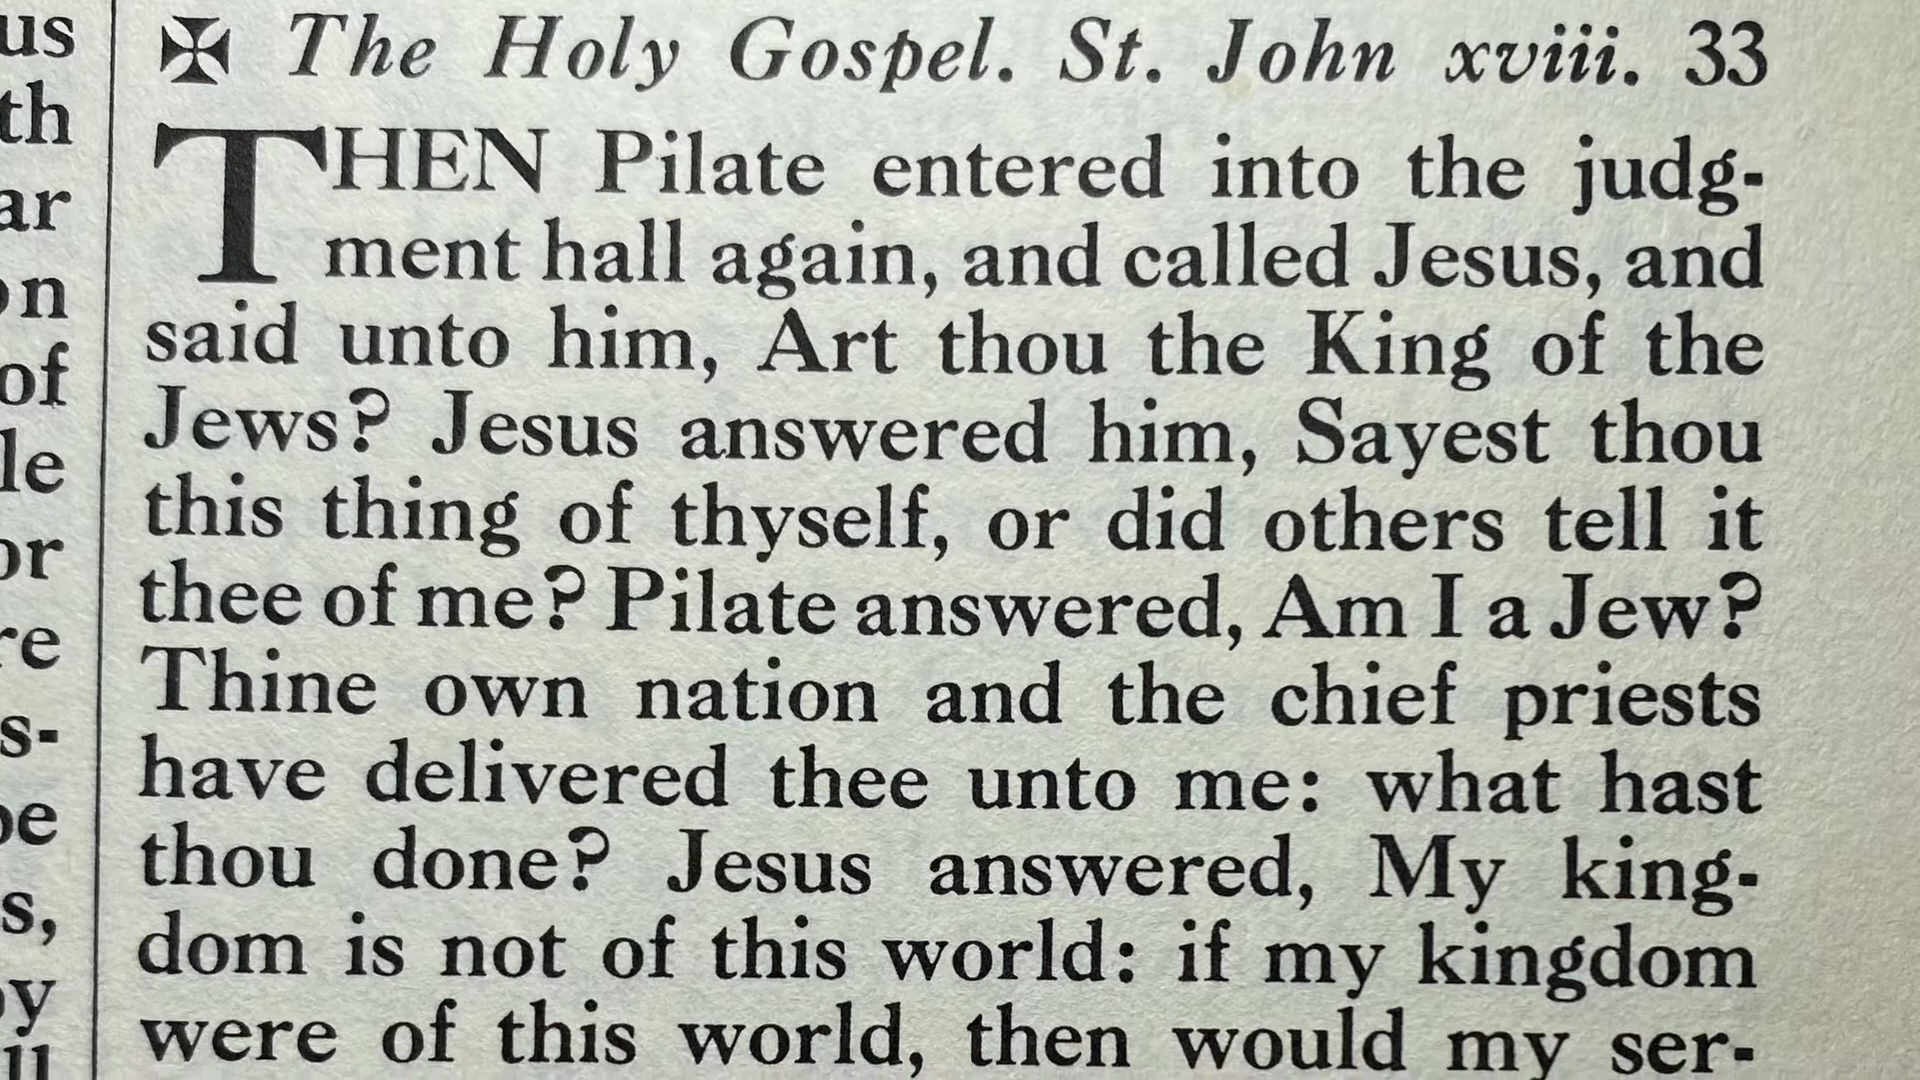 ✠ The Holy Gospel. St. John xviii. 33
THEN Pilate entered into the judg-
ment hall again, and called Jesus, and
said unto him, Art thou the King of the
Jews? Jesus answered him, Sayest thou
this thing of thyself, or did others tell it
thee of me? Pilate answered, Am I a Jew?
Thine own nation and the chief priests
have delivered thee unto me: what hast
thou done? Jesus answered, My king-
dom is not of this world: if my kingdom
were of this world, then would my ser-